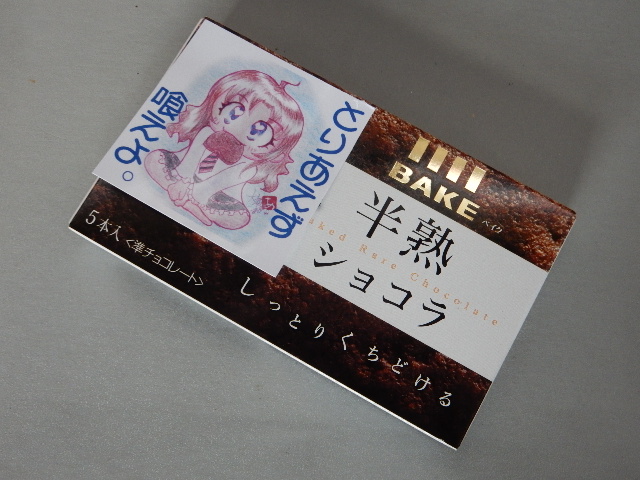 とりあえず
喰えよ。
BAKE
ベイク
半熟
Baked Rare Chocolate
ショコラ
しっとりくちどける
5本入<準チョコレート>